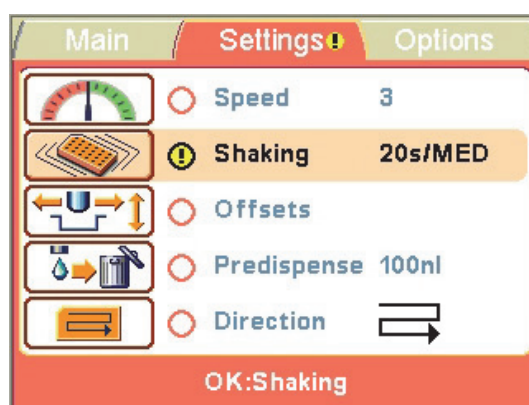 Main Settings! Options
Speed 3
! Shaking 20s/MED
Offsets
Predispense 100nl
Direction
OK:Shaking